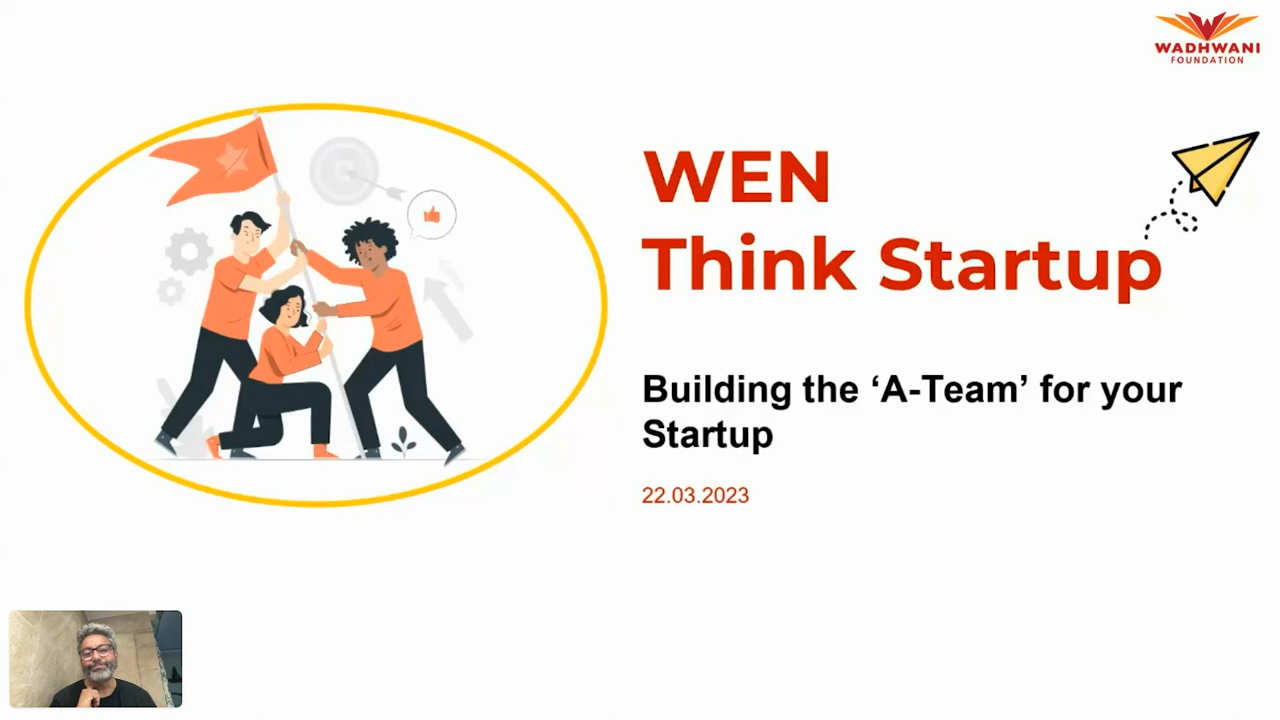 WADHWANI
FOUNDATION
WEN
Think Startup
Building the ‘A-Team’ for your
Startup
22.03.2023